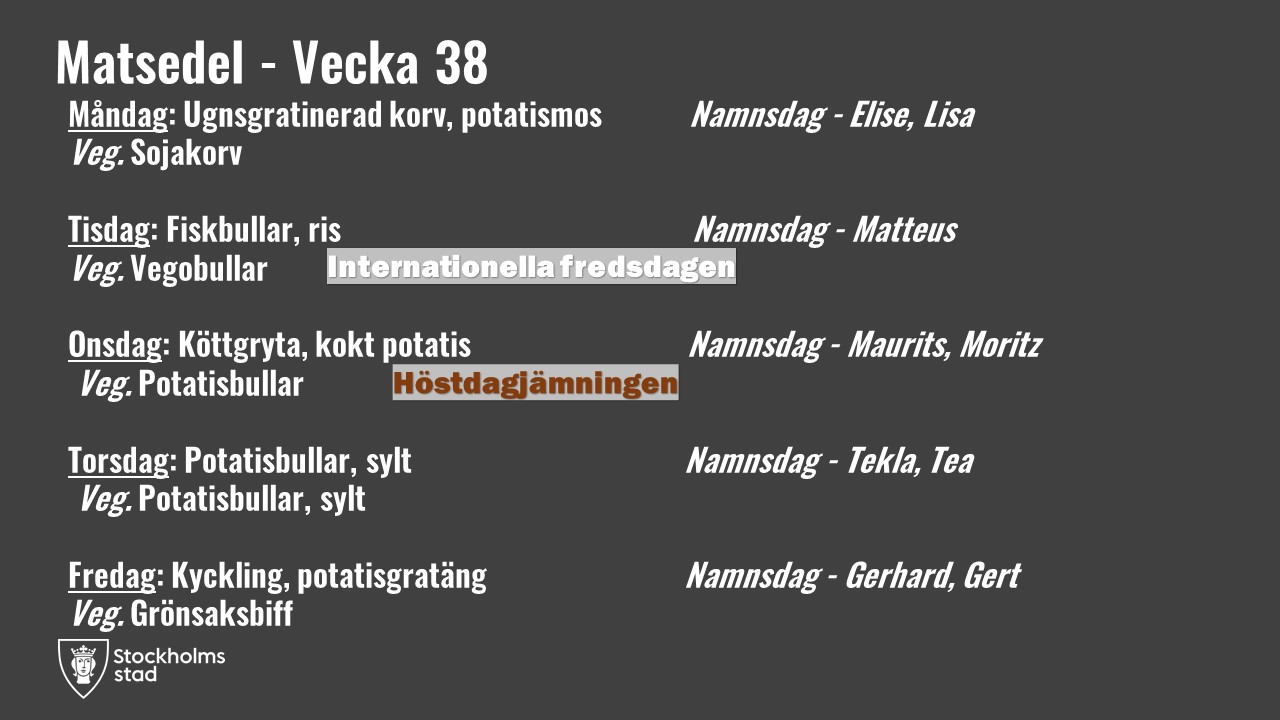 Matsedel - Vecka 38
Måndag: Ugnsgratinerad korv, potatismos Namnsdag - Elise, Lisa
Veg. Sojakorv
Tisdag: Fiskbullar, ris Namnsdag - Matteus
Veg. Vegobullar Internationella fredsdagen
Onsdag: Köttgryta, kokt potatis Namnsdag - Maurits, Moritz
Veg. Potatisbullar Höstdagjämningen
Torsdag: Potatisbullar, sylt Namnsdag - Tekla, Tea
Veg. Potatisbullar, sylt
Fredag: Kyckling, potatisgratäng Namnsdag - Gerhard, Gert
Veg. Grönsaksbiff
Stockholms
stad